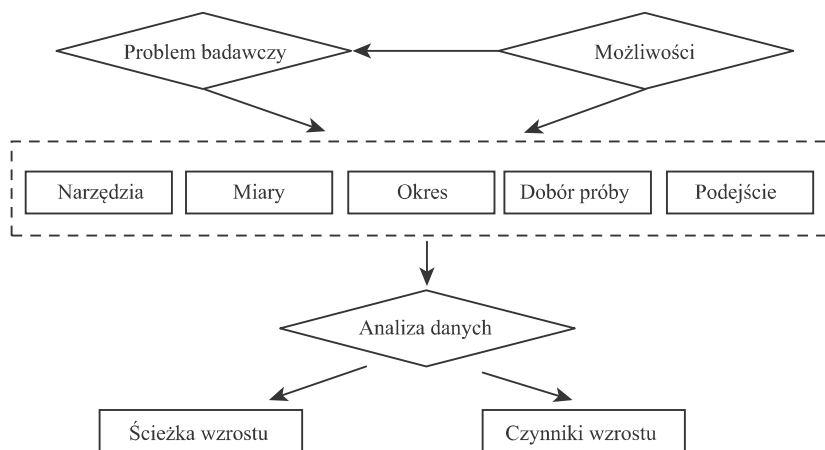 Problem badawczy
Możliwości
Narzędzia
Miary
Okres
Dobór próby
Podejście
Analiza danych
Ścieżka wzrostu
Czynniki wzrostu